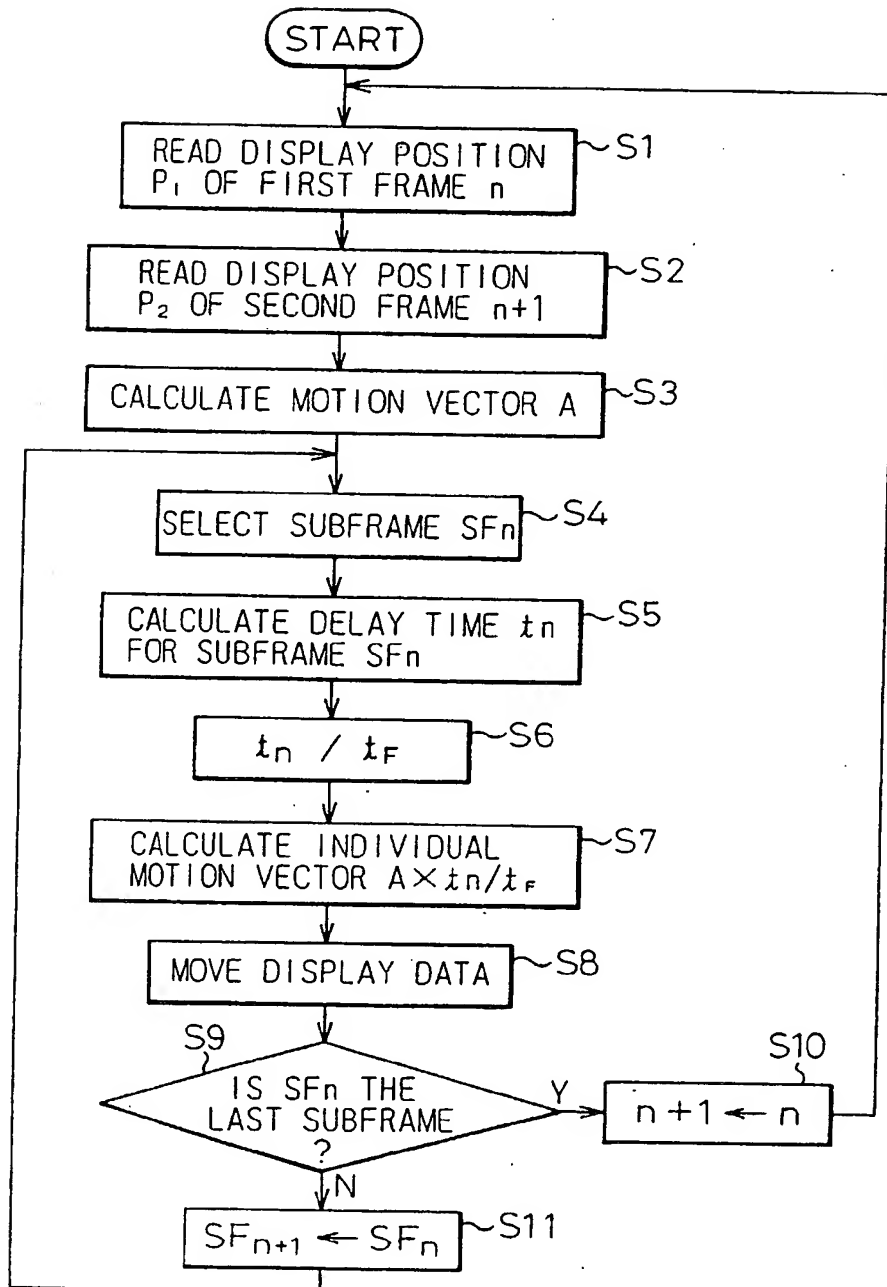 START
READ DISPLAY POSITION
P₁ OF FIRST FRAME n
S1
READ DISPLAY POSITION
P₂ OF SECOND FRAME n+1
S2
CALCULATE MOTION VECTOR A
S3
SELECT SUBFRAME SFn
S4
CALCULATE DELAY TIME tn
FOR SUBFRAME SFn
S5
tn / tF
S6
CALCULATE INDIVIDUAL
MOTION VECTOR A×tn/tF
S7
MOVE DISPLAY DATA
S8
S9
IS SFn THE
LAST SUBFRAME
?
Y
N
S10
n+1 ← n
SFn+1 ← SFn
S11